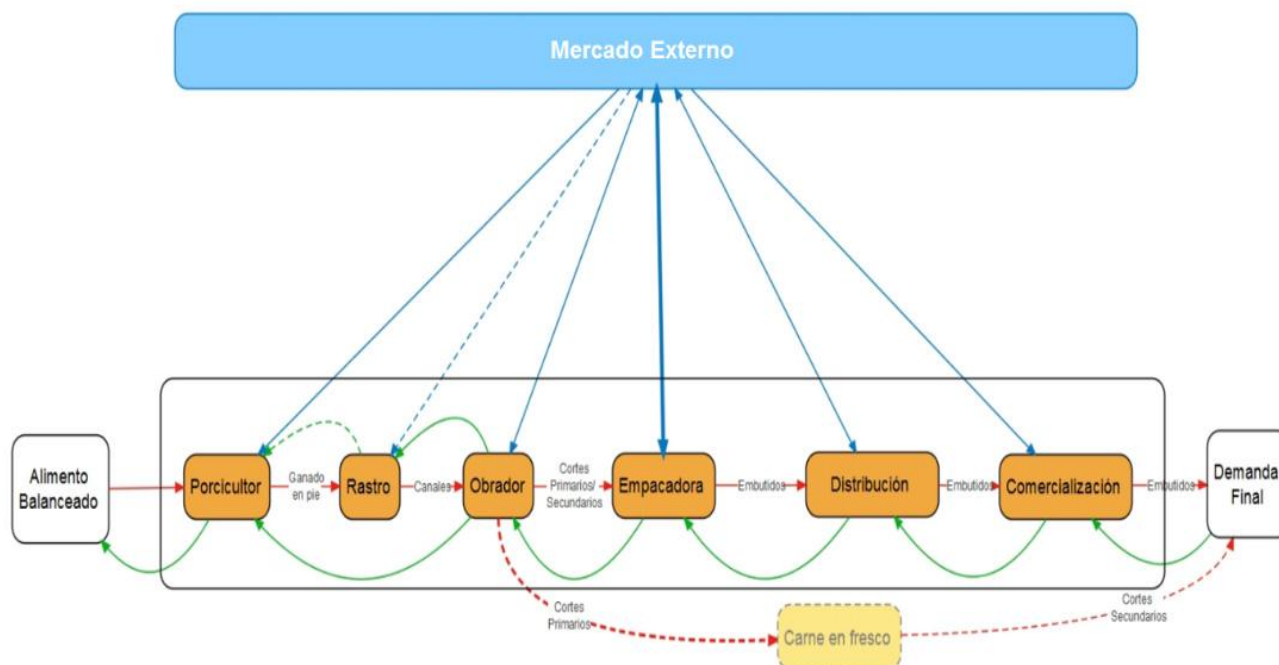 Mercado Externo
Alimento
Balanceado
Porcicultor
Ganado
en pie
Rastro
Canales
Obrador
Cortes
Primarios/
Secundarios
Empacadora
Embutidos
Distribución
Embutidos
Comercialización
Embutidos
Demanda
Final
Cortes
Primarios
Carne en fresco
Cortes
Secundarios